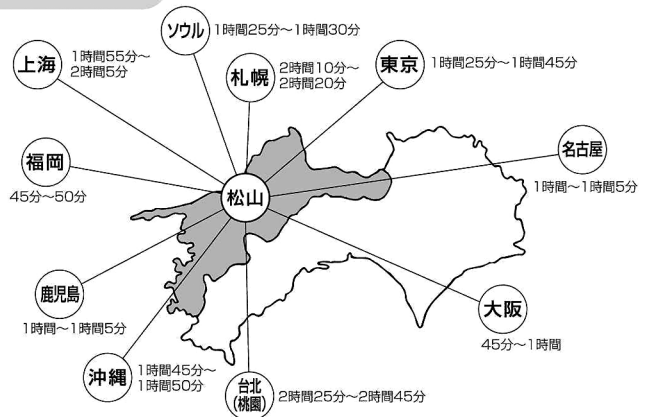 ソウル
1時間25分～1時間30分
上海
1時間55分～
2時間5分
札幌
2時間10分～
2時間20分
東京
1時間25分～1時間45分
福岡
45分～50分
名古屋
1時間～1時間5分
松山
鹿児島
1時間～1時間5分
大阪
45分～1時間
沖縄
1時間45分～
1時間50分
台北
(桃園)
2時間25分～2時間45分